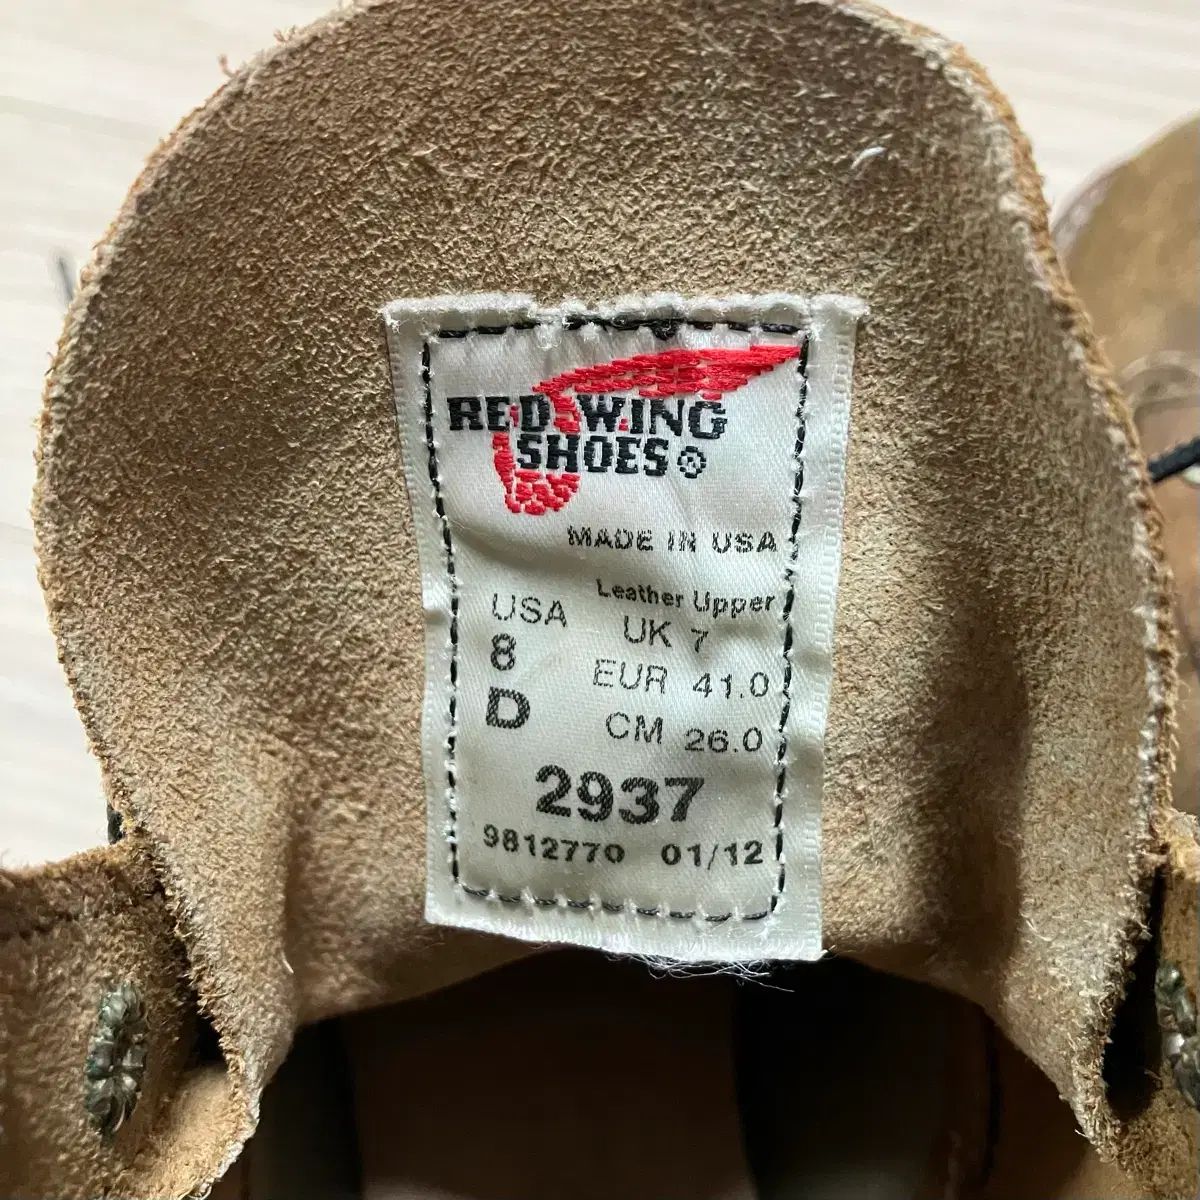 RED WING
SHOES
MADE IN USA
Leather Upper
USA UK 7
8 EUR 41.0
D CM 26.0
2937
9812770 01/12